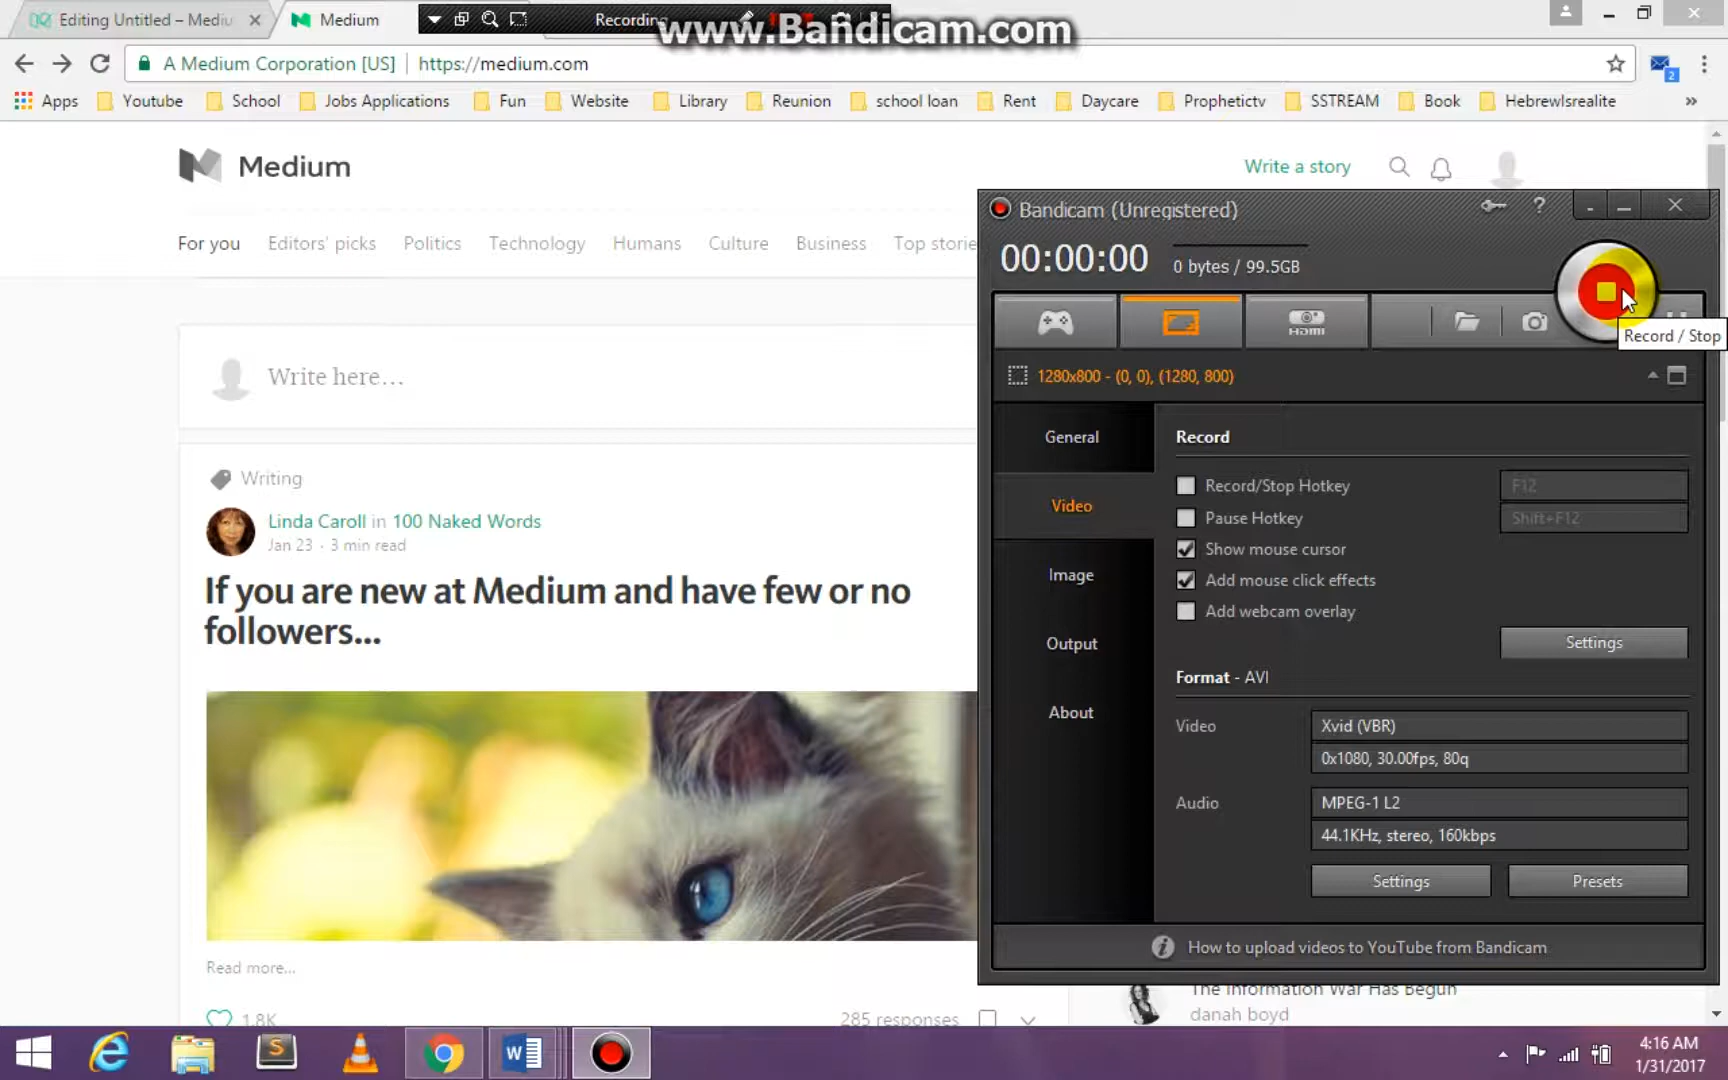 Editing Untitled – Mediu
Medium
Recording
www.Bandicam.com
A Medium Corporation [US]
https://medium.com
2
Apps
Youtube
School
Jobs Applications
Fun
Website
Library
Reunion
school loan
Rent
Daycare
Prophetictv
SSTREAM
Book
HebrewIsrealite
»
Medium
Write a story
For you
Editors' picks
Politics
Technology
Humans
Culture
Business
Top storie
Write here…
Writing
Linda Caroll in 100 Naked Words
Jan 23 · 3 min read
If you are new at Medium and have few or no
followers…
Read more…
1.8K
285 responses
Bandicam (Unregistered)
?
00:00:00
0 bytes / 99.5GB
HDMI
Record / Stop
1280x800 - (0, 0), (1280, 800)
General
Video
Image
Output
About
Record
Record/Stop Hotkey
F12
Pause Hotkey
Shift+F12
Show mouse cursor
Add mouse click effects
Add webcam overlay
Settings
Format - AVI
Video
Xvid (VBR)
0x1080, 30.00fps, 80q
Audio
MPEG-1 L2
44.1KHz, stereo, 160kbps
Settings
Presets
How to upload videos to YouTube from Bandicam
The Information War Has Begun
danah boyd
4:16 AM
1/31/2017